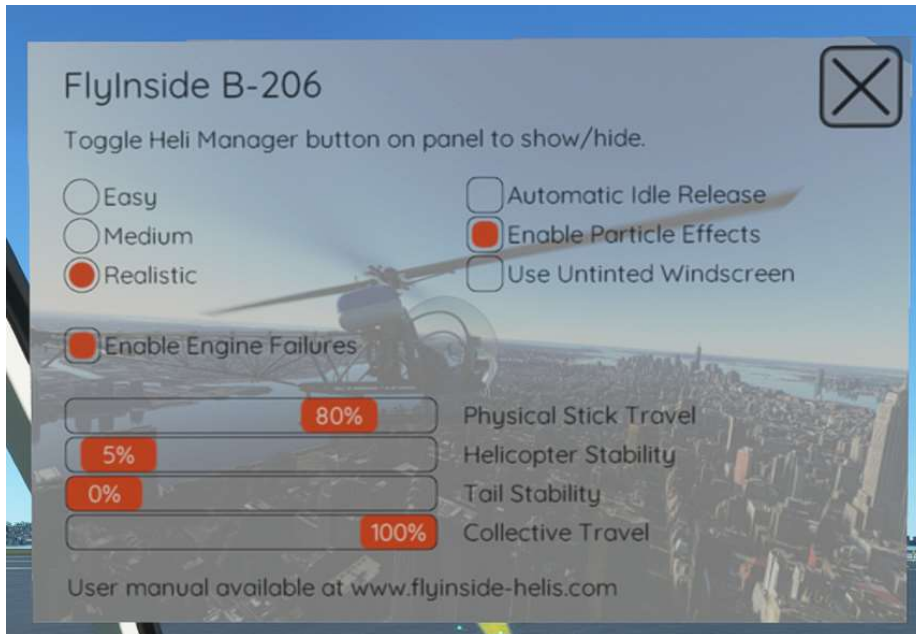 FlyInside B-206
Toggle Heli Manager button on panel to show/hide.
Easy
Medium
Realistic
Automatic Idle Release
Enable Particle Effects
Use Untinted Windscreen
Enable Engine Failures
80% Physical Stick Travel
5% Helicopter Stability
0% Tail Stability
100% Collective Travel
User manual available at www.flyinside-helis.com